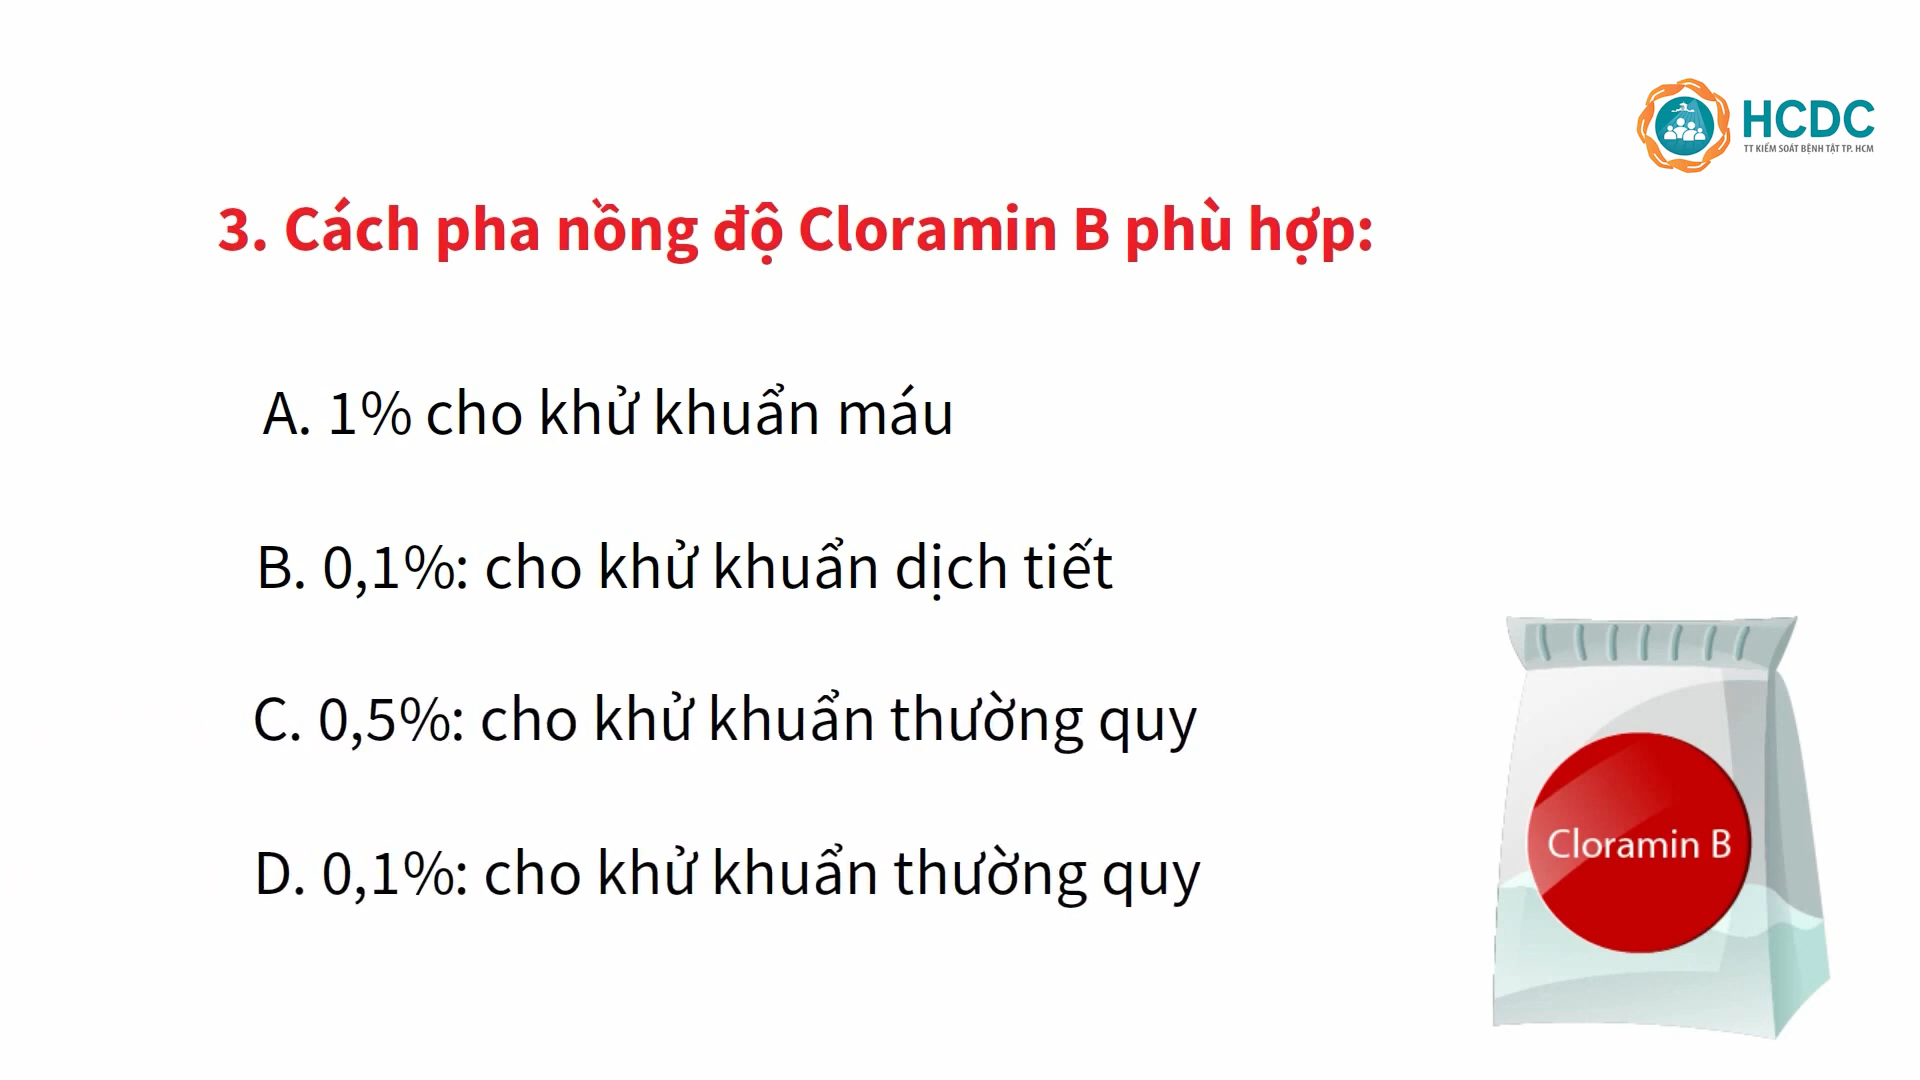 HCDC
TT KIỂM SOÁT BỆNH TẬT TP. HCM
3. Cách pha nồng độ Cloramin B phù hợp:
A. 1% cho khử khuẩn máu
B. 0,1%: cho khử khuẩn dịch tiết
C. 0,5%: cho khử khuẩn thường quy
D. 0,1%: cho khử khuẩn thường quy
Cloramin B